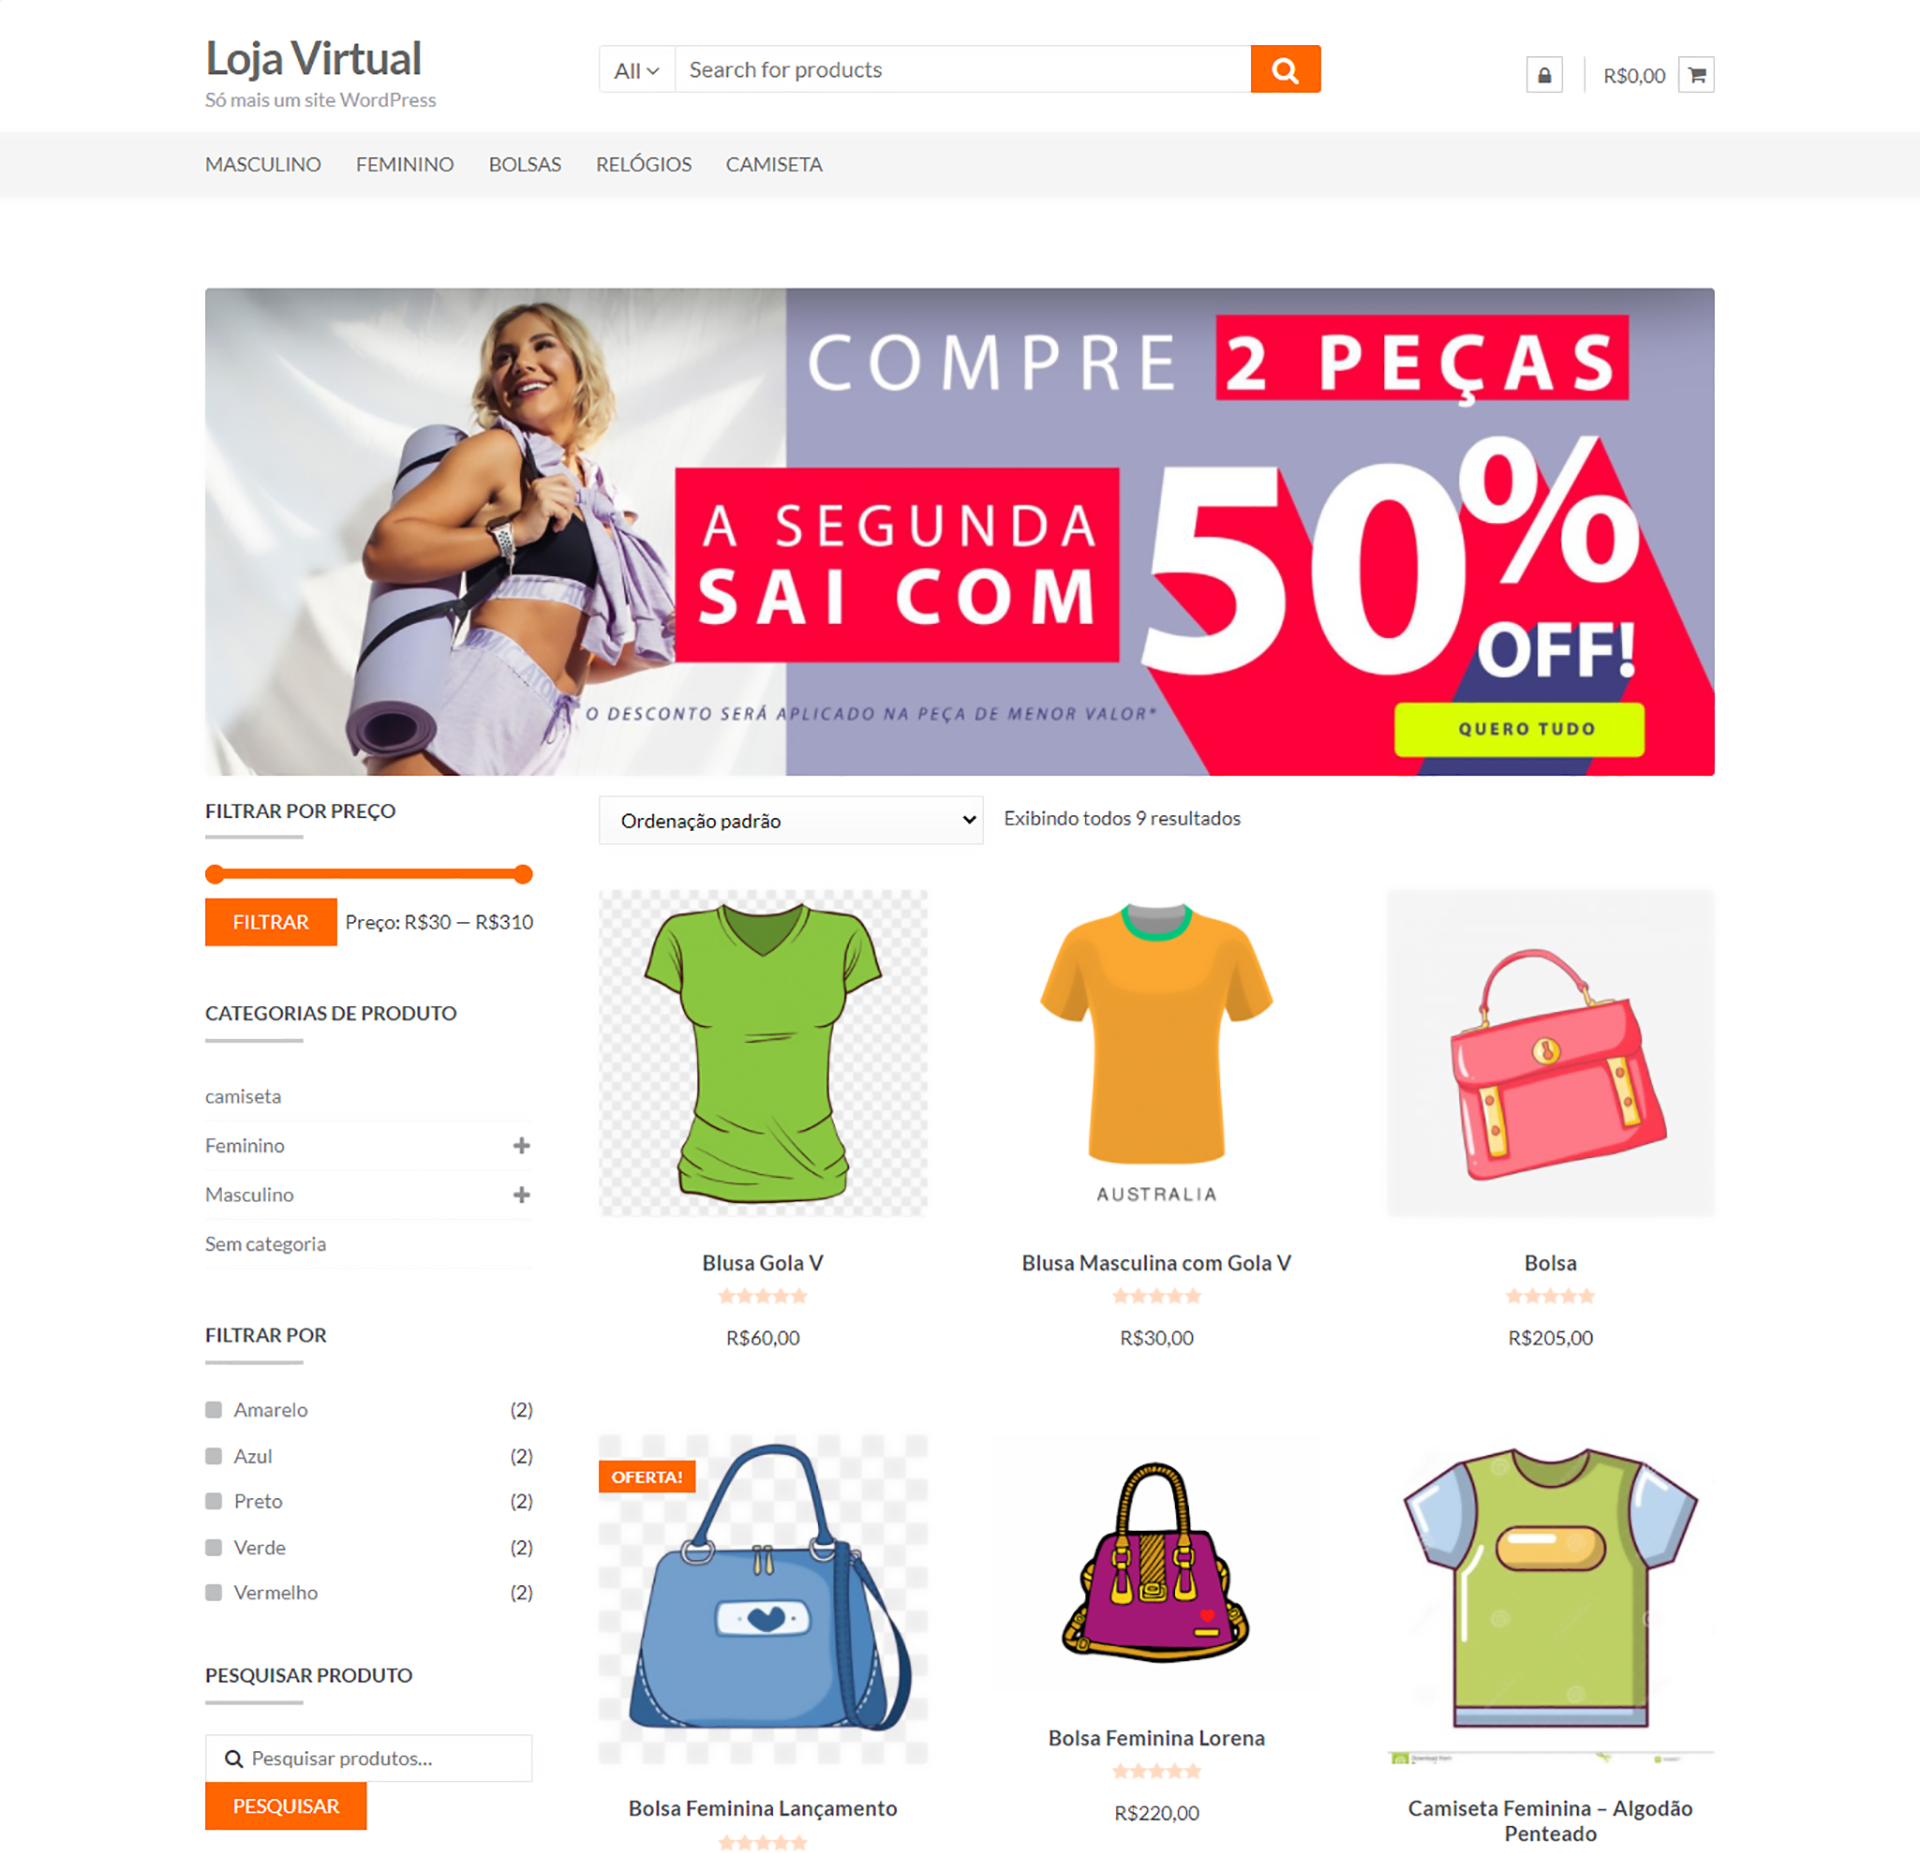 Loja Virtual
Só mais um site WordPress
All
Search for products
R$0,00
MASCULINO FEMININO BOLSAS RELÓGIOS CAMISETA
COMPRE 2 PEÇAS
A SEGUNDA
SAI COM
50%
OFF!
O DESCONTO SERÁ APLICADO NA PEÇA DE MENOR VALOR*
QUERO TUDO
FILTRAR POR PREÇO
FILTRAR Preço: R$30 — R$310
CATEGORIAS DE PRODUTO
camiseta
Feminino
Masculino
Sem categoria
FILTRAR POR
Amarelo (2)
Azul (2)
Preto (2)
Verde (2)
Vermelho (2)
PESQUISAR PRODUTO
Pesquisar produtos...
PESQUISAR
Ordenação padrão
Exibindo todos 9 resultados
Blusa Gola V
R$60,00
AUSTRALIA
Blusa Masculina com Gola V
R$30,00
Bolsa
R$205,00
OFERTA!
Bolsa Feminina Lançamento
Bolsa Feminina Lorena
R$220,00
Camiseta Feminina – Algodão
Penteado